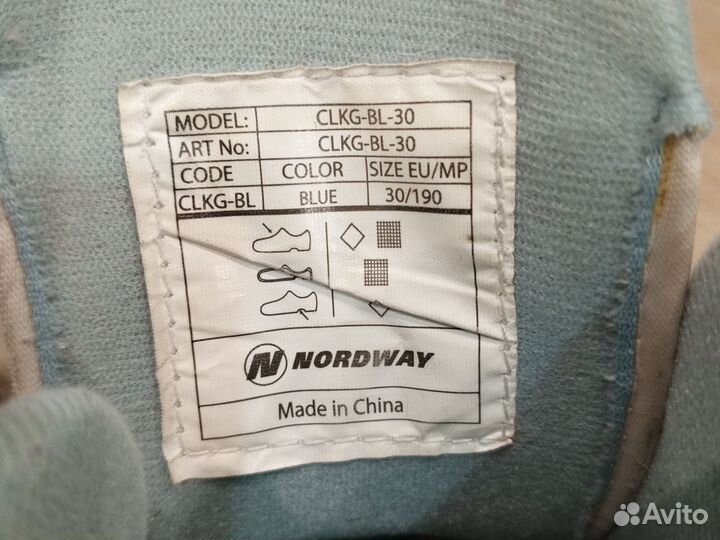 MODEL: CLKG-BL-30
ART No: CLKG-BL-30
CODE COLOR SIZE EU/MP
CLKG-BL BLUE 30/190
N NORDWAY
Made in China
Avito